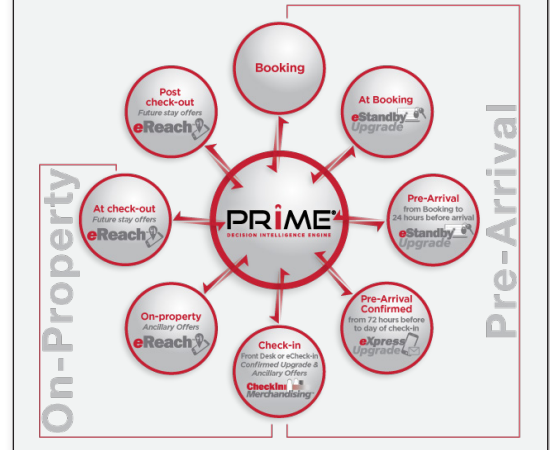 Booking
At Booking
eStandby
Upgrade
Pre-Arrival
from Booking to
24 hours before arrival
eStandby
Upgrade
Pre-Arrival
Confirmed
from 72 hours before
to day of check-in
eXpress
Upgrade
Check-in
Front Desk or eCheck-in
Confirmed Upgrade &
Ancillary Offers
CheckIn
Merchandising
On-property
Ancillary Offers
eReach
At check-out
Future stay offers
eReach
Post
check-out
Future stay offers
eReach
PRiME®
DECISION INTELLIGENCE ENGINE
On-Property
Pre-Arrival